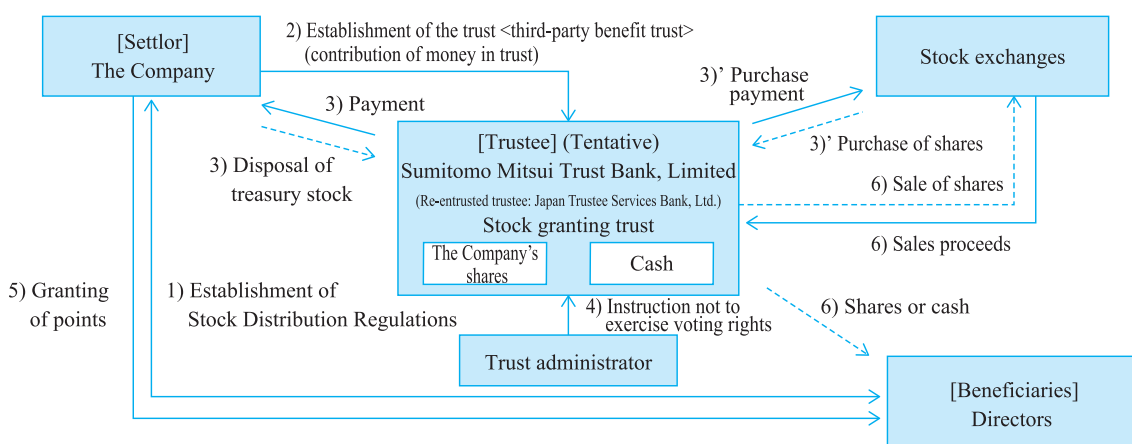 [Settlor]
The Company
2) Establishment of the trust <third-party benefit trust>
(contribution of money in trust)
Stock exchanges
3) Payment
3)’ Purchase
payment
3) Disposal of
treasury stock
[Trustee] (Tentative)
Sumitomo Mitsui Trust Bank, Limited
(Re-entrusted trustee: Japan Trustee Services Bank, Ltd.)
Stock granting trust
The Company’s
shares
Cash
3)’ Purchase of shares
6) Sale of shares
6) Sales proceeds
5) Granting
of points
1) Establishment of
Stock Distribution Regulations
4) Instruction not to
exercise voting rights
6) Shares or cash
Trust administrator
[Beneficiaries]
Directors